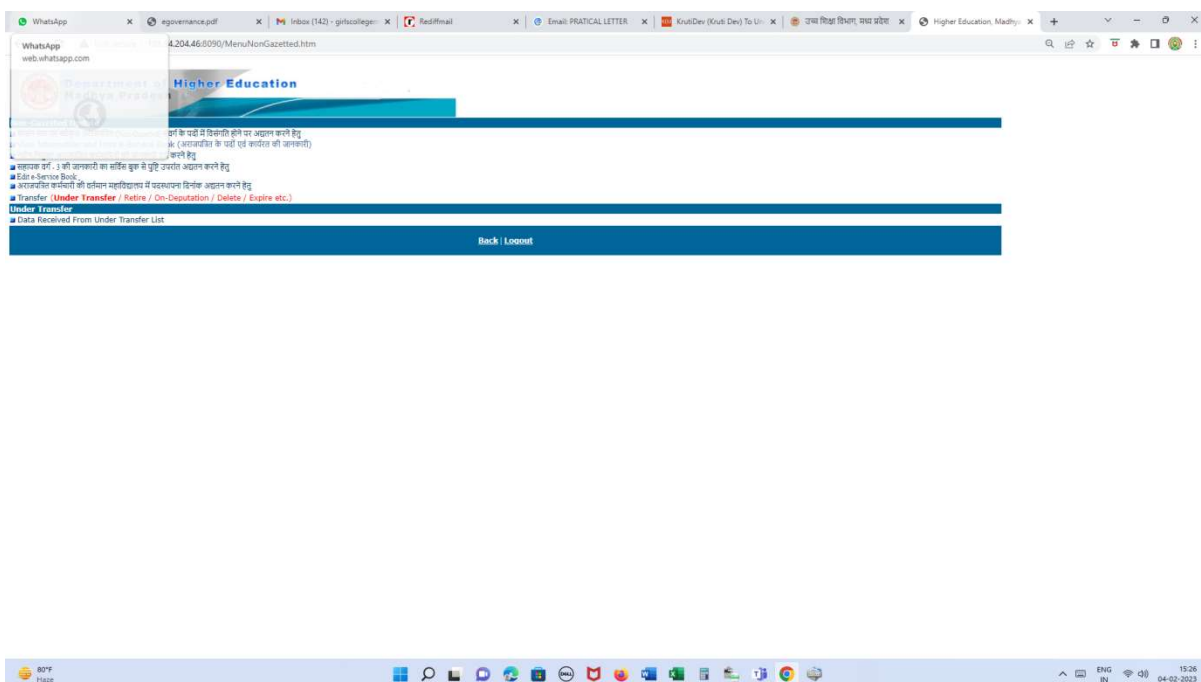 WhatsApp
egovernance.pdf
Inbox (142) - girlscollege
Rediffmail
Email: PRATICAL LETTER
KrutiDev (Kruti Dev) To Un
उच्च शिक्षा विभाग, मध्य प्रदेश
Higher Education, Madhy
WhatsApp
web.whatsapp.com
4.204.46:8090/MenuNonGazetted.htm
Department of Higher Education
Madhya Pradesh
वर्ग के पदों में विसंगति होने पर अद्यतन करने हेतु
(अराजपत्रित के पदों एवं कार्यरत की जानकारी)
करने हेतु
सहायक वर्ग - 3 की जानकारी का सर्विस बुक से पुष्टि उपरांत अद्यतन करने हेतु
Edit e-Service Book
अराजपत्रित कर्मचारी की वर्तमान महाविद्यालय में पदस्थापना दिनांक अद्यतन करने हेतु
Transfer (Under Transfer / Retire / On-Deputation / Delete / Expire etc.)
Under Transfer
Data Received From Under Transfer List
Back | Logout
80°F
Haze
ENG
IN
15:26
04-02-2023